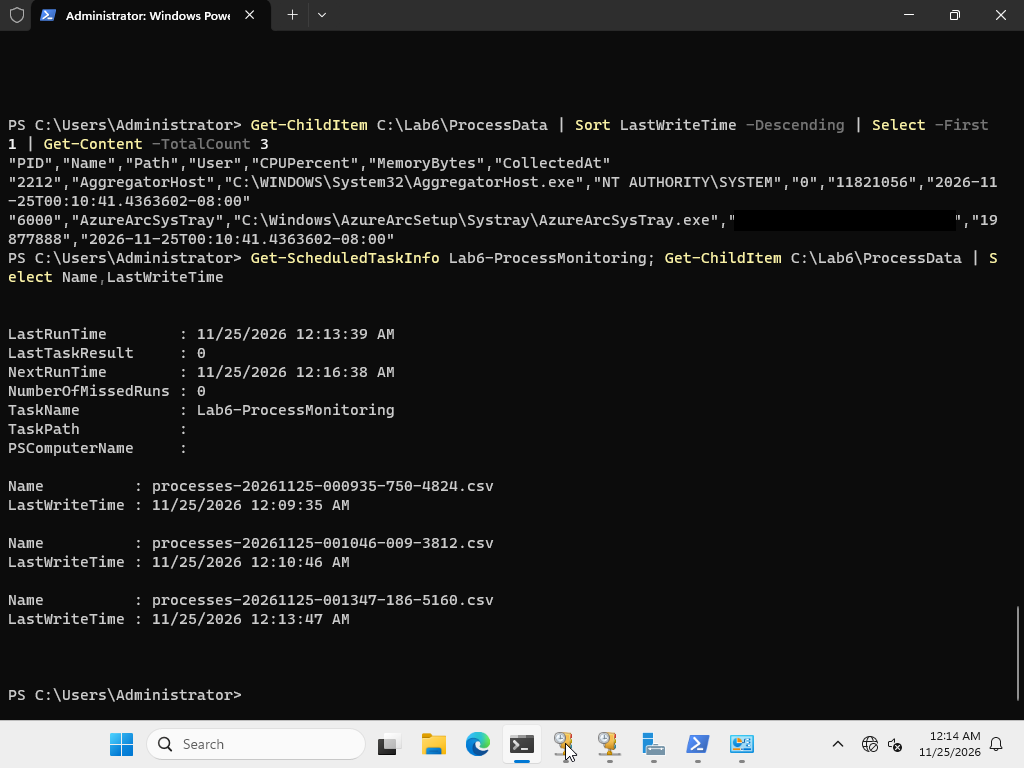 Administrator: Windows Powe
PS C:\Users\Administrator> Get-ChildItem C:\Lab6\ProcessData | Sort LastWriteTime -Descending | Select -First
1 | Get-Content -TotalCount 3
"PID","Name","Path","User","CPUPercent","MemoryBytes","CollectedAt"
"2212","AggregatorHost","C:\WINDOWS\System32\AggregatorHost.exe","NT AUTHORITY\SYSTEM","0","11821056","2026-11
-25T00:10:41.4363602-08:00"
"6000","AzureArcSysTray","C:\Windows\AzureArcSetup\Systray\AzureArcSysTray.exe","","19
877888","2026-11-25T00:10:41.4363602-08:00"
PS C:\Users\Administrator> Get-ScheduledTaskInfo Lab6-ProcessMonitoring; Get-ChildItem C:\Lab6\ProcessData | S
elect Name,LastWriteTime
LastRunTime : 11/25/2026 12:13:39 AM
LastTaskResult : 0
NextRunTime : 11/25/2026 12:16:38 AM
NumberOfMissedRuns : 0
TaskName : Lab6-ProcessMonitoring
TaskPath :
PSComputerName :
Name : processes-20261125-000935-750-4824.csv
LastWriteTime : 11/25/2026 12:09:35 AM
Name : processes-20261125-001046-009-3812.csv
LastWriteTime : 11/25/2026 12:10:46 AM
Name : processes-20261125-001347-186-5160.csv
LastWriteTime : 11/25/2026 12:13:47 AM
PS C:\Users\Administrator>
Search
12:14 AM
11/25/2026